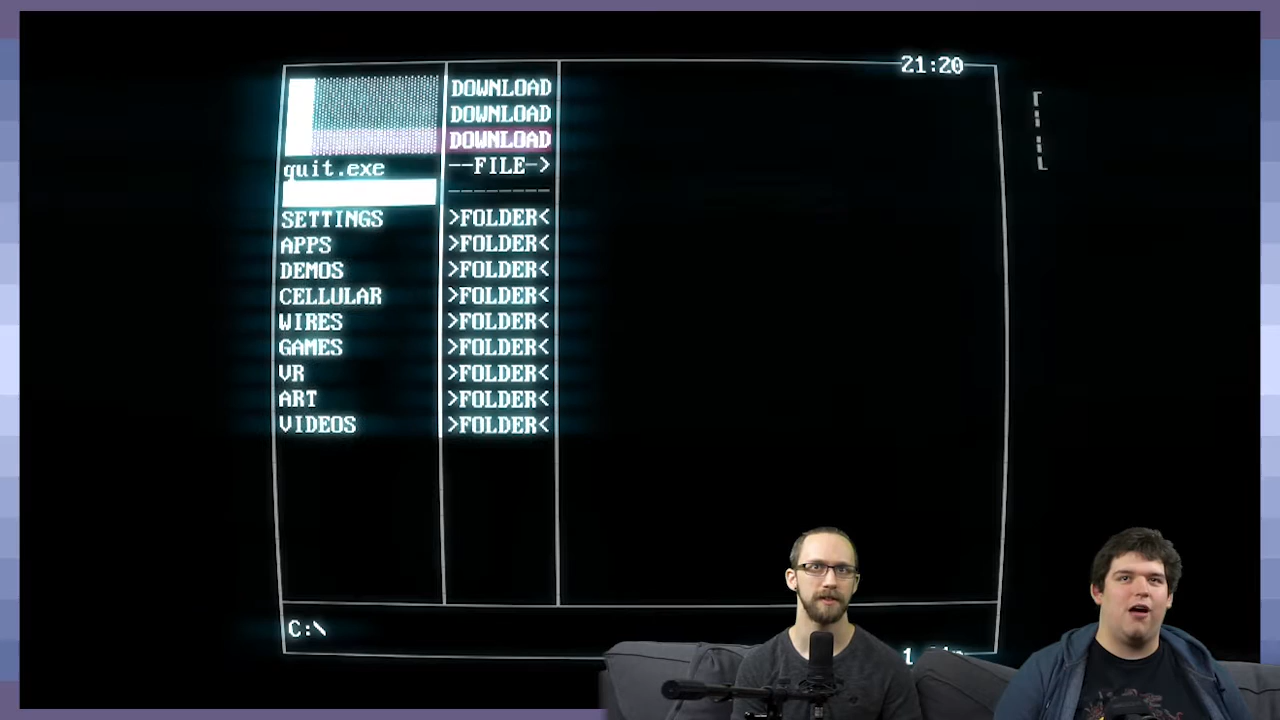 21:20
DOWNLOAD
DOWNLOAD
DOWNLOAD
quit.exe --FILE->
---------
SETTINGS >FOLDER<
APPS >FOLDER<
DEMOS >FOLDER<
CELLULAR >FOLDER<
WIRES >FOLDER<
GAMES >FOLDER<
VR >FOLDER<
ART >FOLDER<
VIDEOS >FOLDER<
C:\